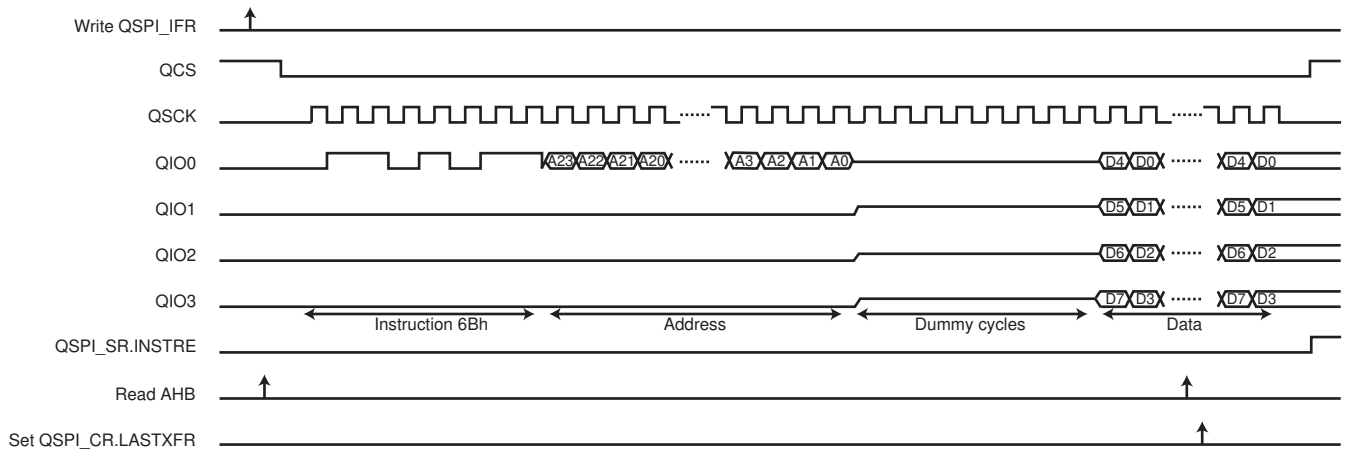 Write QSPI_IFR
QCS
QSCK
QIO0 A23 A22 A21 A20 A3 A2 A1 A0 D4 D0 D4 D0
QIO1 D5 D1 D5 D1
QIO2 D6 D2 D6 D2
QIO3 D7 D3 D7 D3
Instruction 6Bh Address Dummy cycles Data
QSPI_SR.INSTRE
Read AHB
Set QSPI_CR.LASTXFR